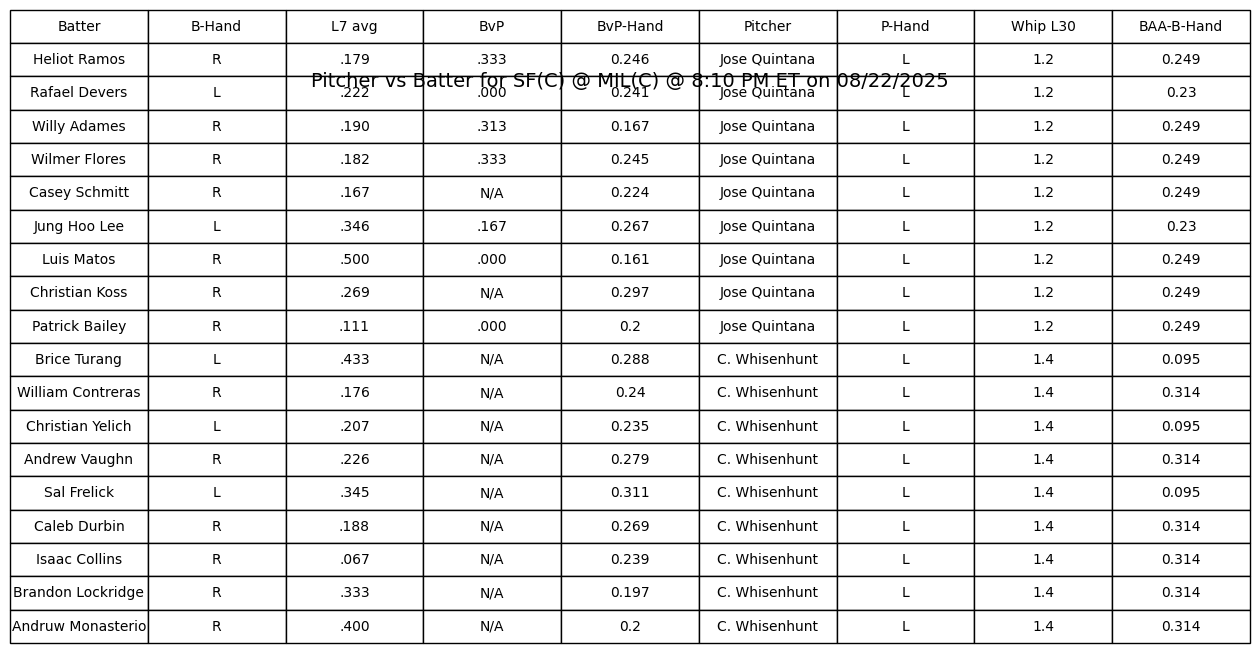 Batter B-Hand L7 avg BvP BvP-Hand Pitcher P-Hand Whip L30 BAA-B-Hand
Heliot Ramos R .179 .333 0.246 Jose Quintana L 1.2 0.249
Pitcher vs Batter for SF(C) @ MIL(C) @ 8:10 PM ET on 08/22/2025
Rafael Devers L .222 .000 0.241 Jose Quintana L 1.2 0.23
Willy Adames R .190 .313 0.167 Jose Quintana L 1.2 0.249
Wilmer Flores R .182 .333 0.245 Jose Quintana L 1.2 0.249
Casey Schmitt R .167 N/A 0.224 Jose Quintana L 1.2 0.249
Jung Hoo Lee L .346 .167 0.267 Jose Quintana L 1.2 0.23
Luis Matos R .500 .000 0.161 Jose Quintana L 1.2 0.249
Christian Koss R .269 N/A 0.297 Jose Quintana L 1.2 0.249
Patrick Bailey R .111 .000 0.2 Jose Quintana L 1.2 0.249
Brice Turang L .433 N/A 0.288 C. Whisenhunt L 1.4 0.095
William Contreras R .176 N/A 0.24 C. Whisenhunt L 1.4 0.314
Christian Yelich L .207 N/A 0.235 C. Whisenhunt L 1.4 0.095
Andrew Vaughn R .226 N/A 0.279 C. Whisenhunt L 1.4 0.314
Sal Frelick L .345 N/A 0.311 C. Whisenhunt L 1.4 0.095
Caleb Durbin R .188 N/A 0.269 C. Whisenhunt L 1.4 0.314
Isaac Collins R .067 N/A 0.239 C. Whisenhunt L 1.4 0.314
Brandon Lockridge R .333 N/A 0.197 C. Whisenhunt L 1.4 0.314
Andruw Monasterio R .400 N/A 0.2 C. Whisenhunt L 1.4 0.314